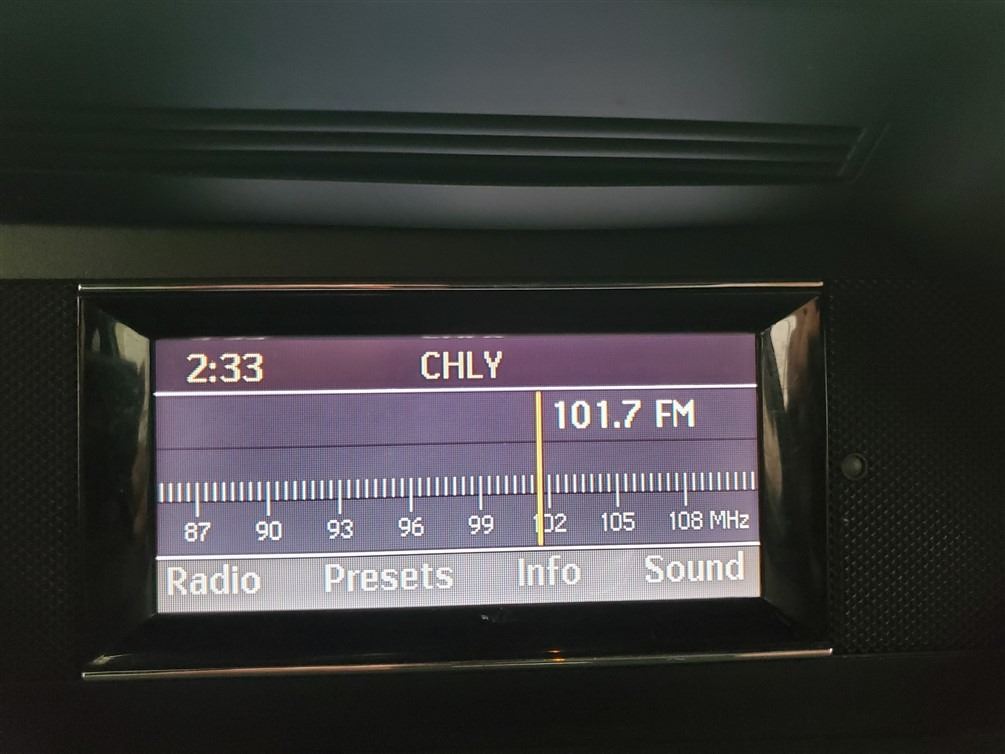 2:33 CHLY
101.7 FM
87 90 93 96 99 102 105 108 MHz
Radio Presets Info Sound